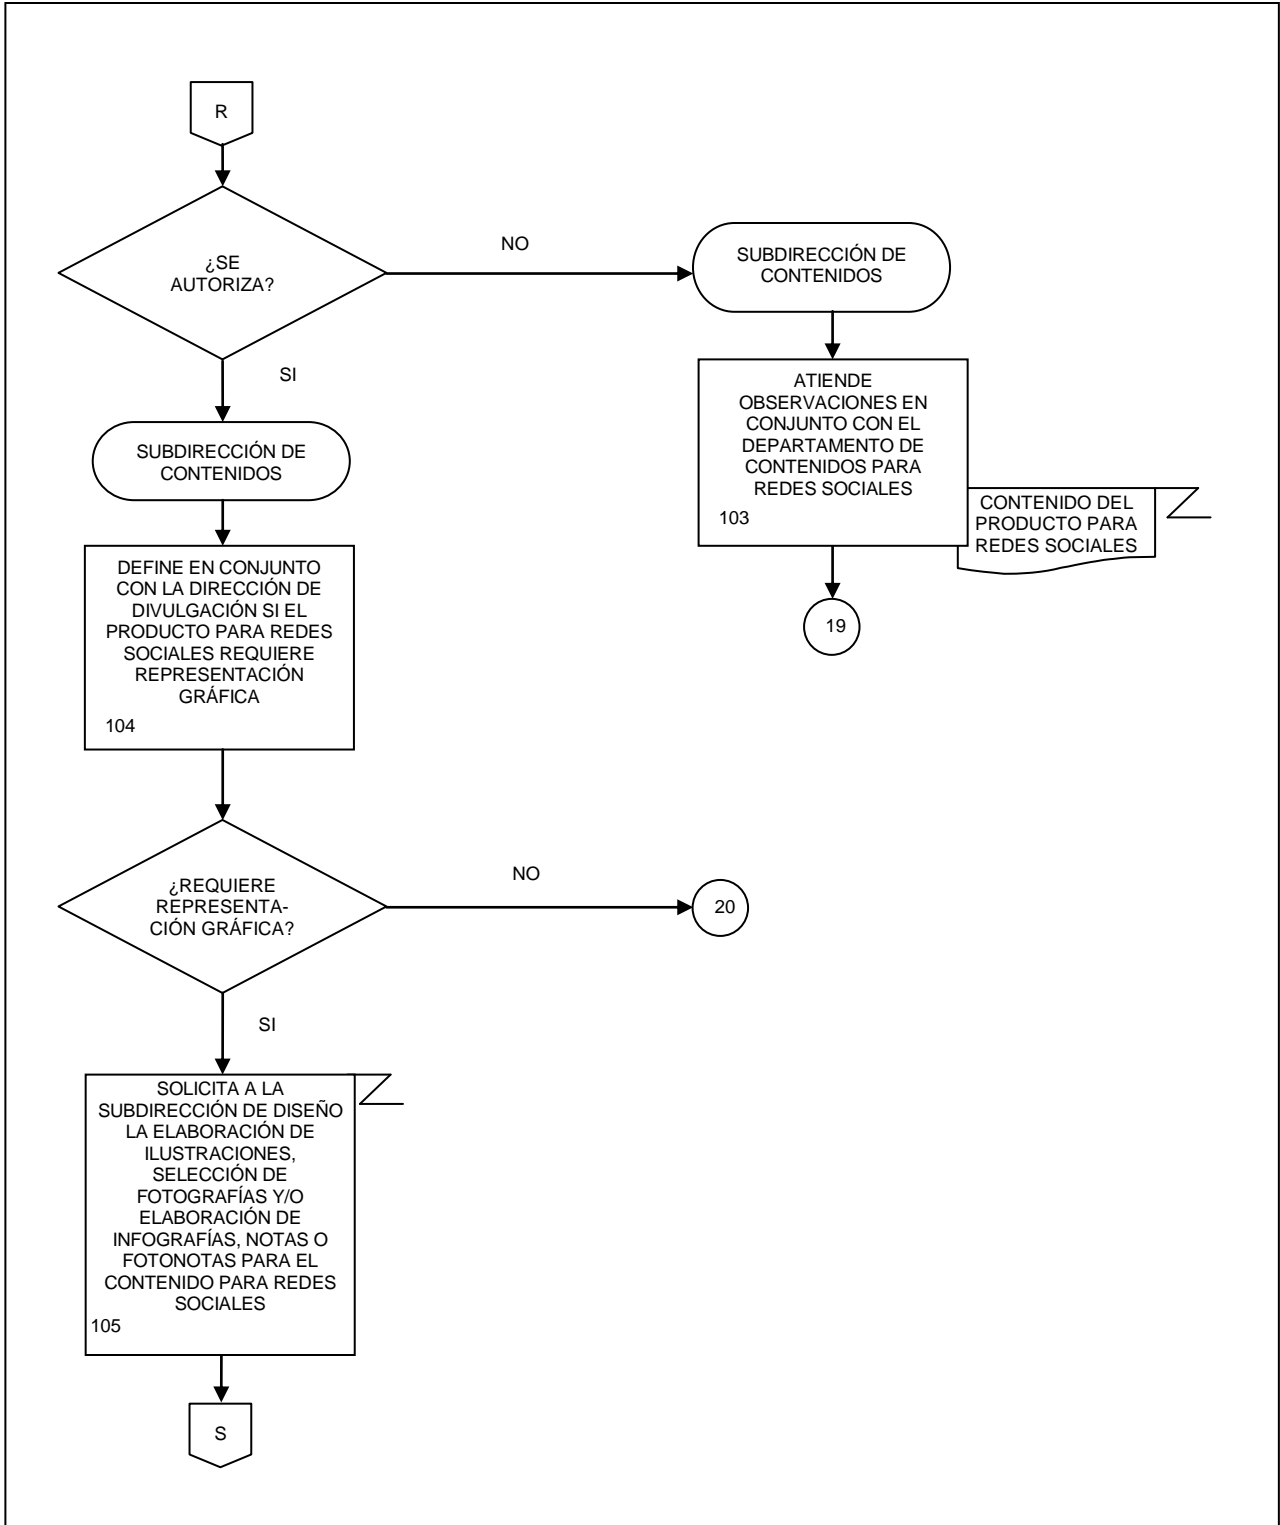 R
¿SE
AUTORIZA?
NO
SUBDIRECCIÓN DE
CONTENIDOS
ATIENDE
OBSERVACIONES EN
CONJUNTO CON EL
DEPARTAMENTO DE
CONTENIDOS PARA
REDES SOCIALES
103
CONTENIDO DEL
PRODUCTO PARA
REDES SOCIALES
19
SI
SUBDIRECCIÓN DE
CONTENIDOS
DEFINE EN CONJUNTO
CON LA DIRECCIÓN DE
DIVULGACIÓN SI EL
PRODUCTO PARA REDES
SOCIALES REQUIERE
REPRESENTACIÓN
GRÁFICA
104
¿REQUIERE
REPRESENTA-
CIÓN GRÁFICA?
NO
20
SI
SOLICITA A LA
SUBDIRECCIÓN DE DISEÑO
LA ELABORACIÓN DE
ILUSTRACIONES,
SELECCIÓN DE
FOTOGRAFÍAS Y/O
ELABORACIÓN DE
INFOGRAFÍAS, NOTAS O
FOTONOTAS PARA EL
CONTENIDO PARA REDES
SOCIALES
105
S